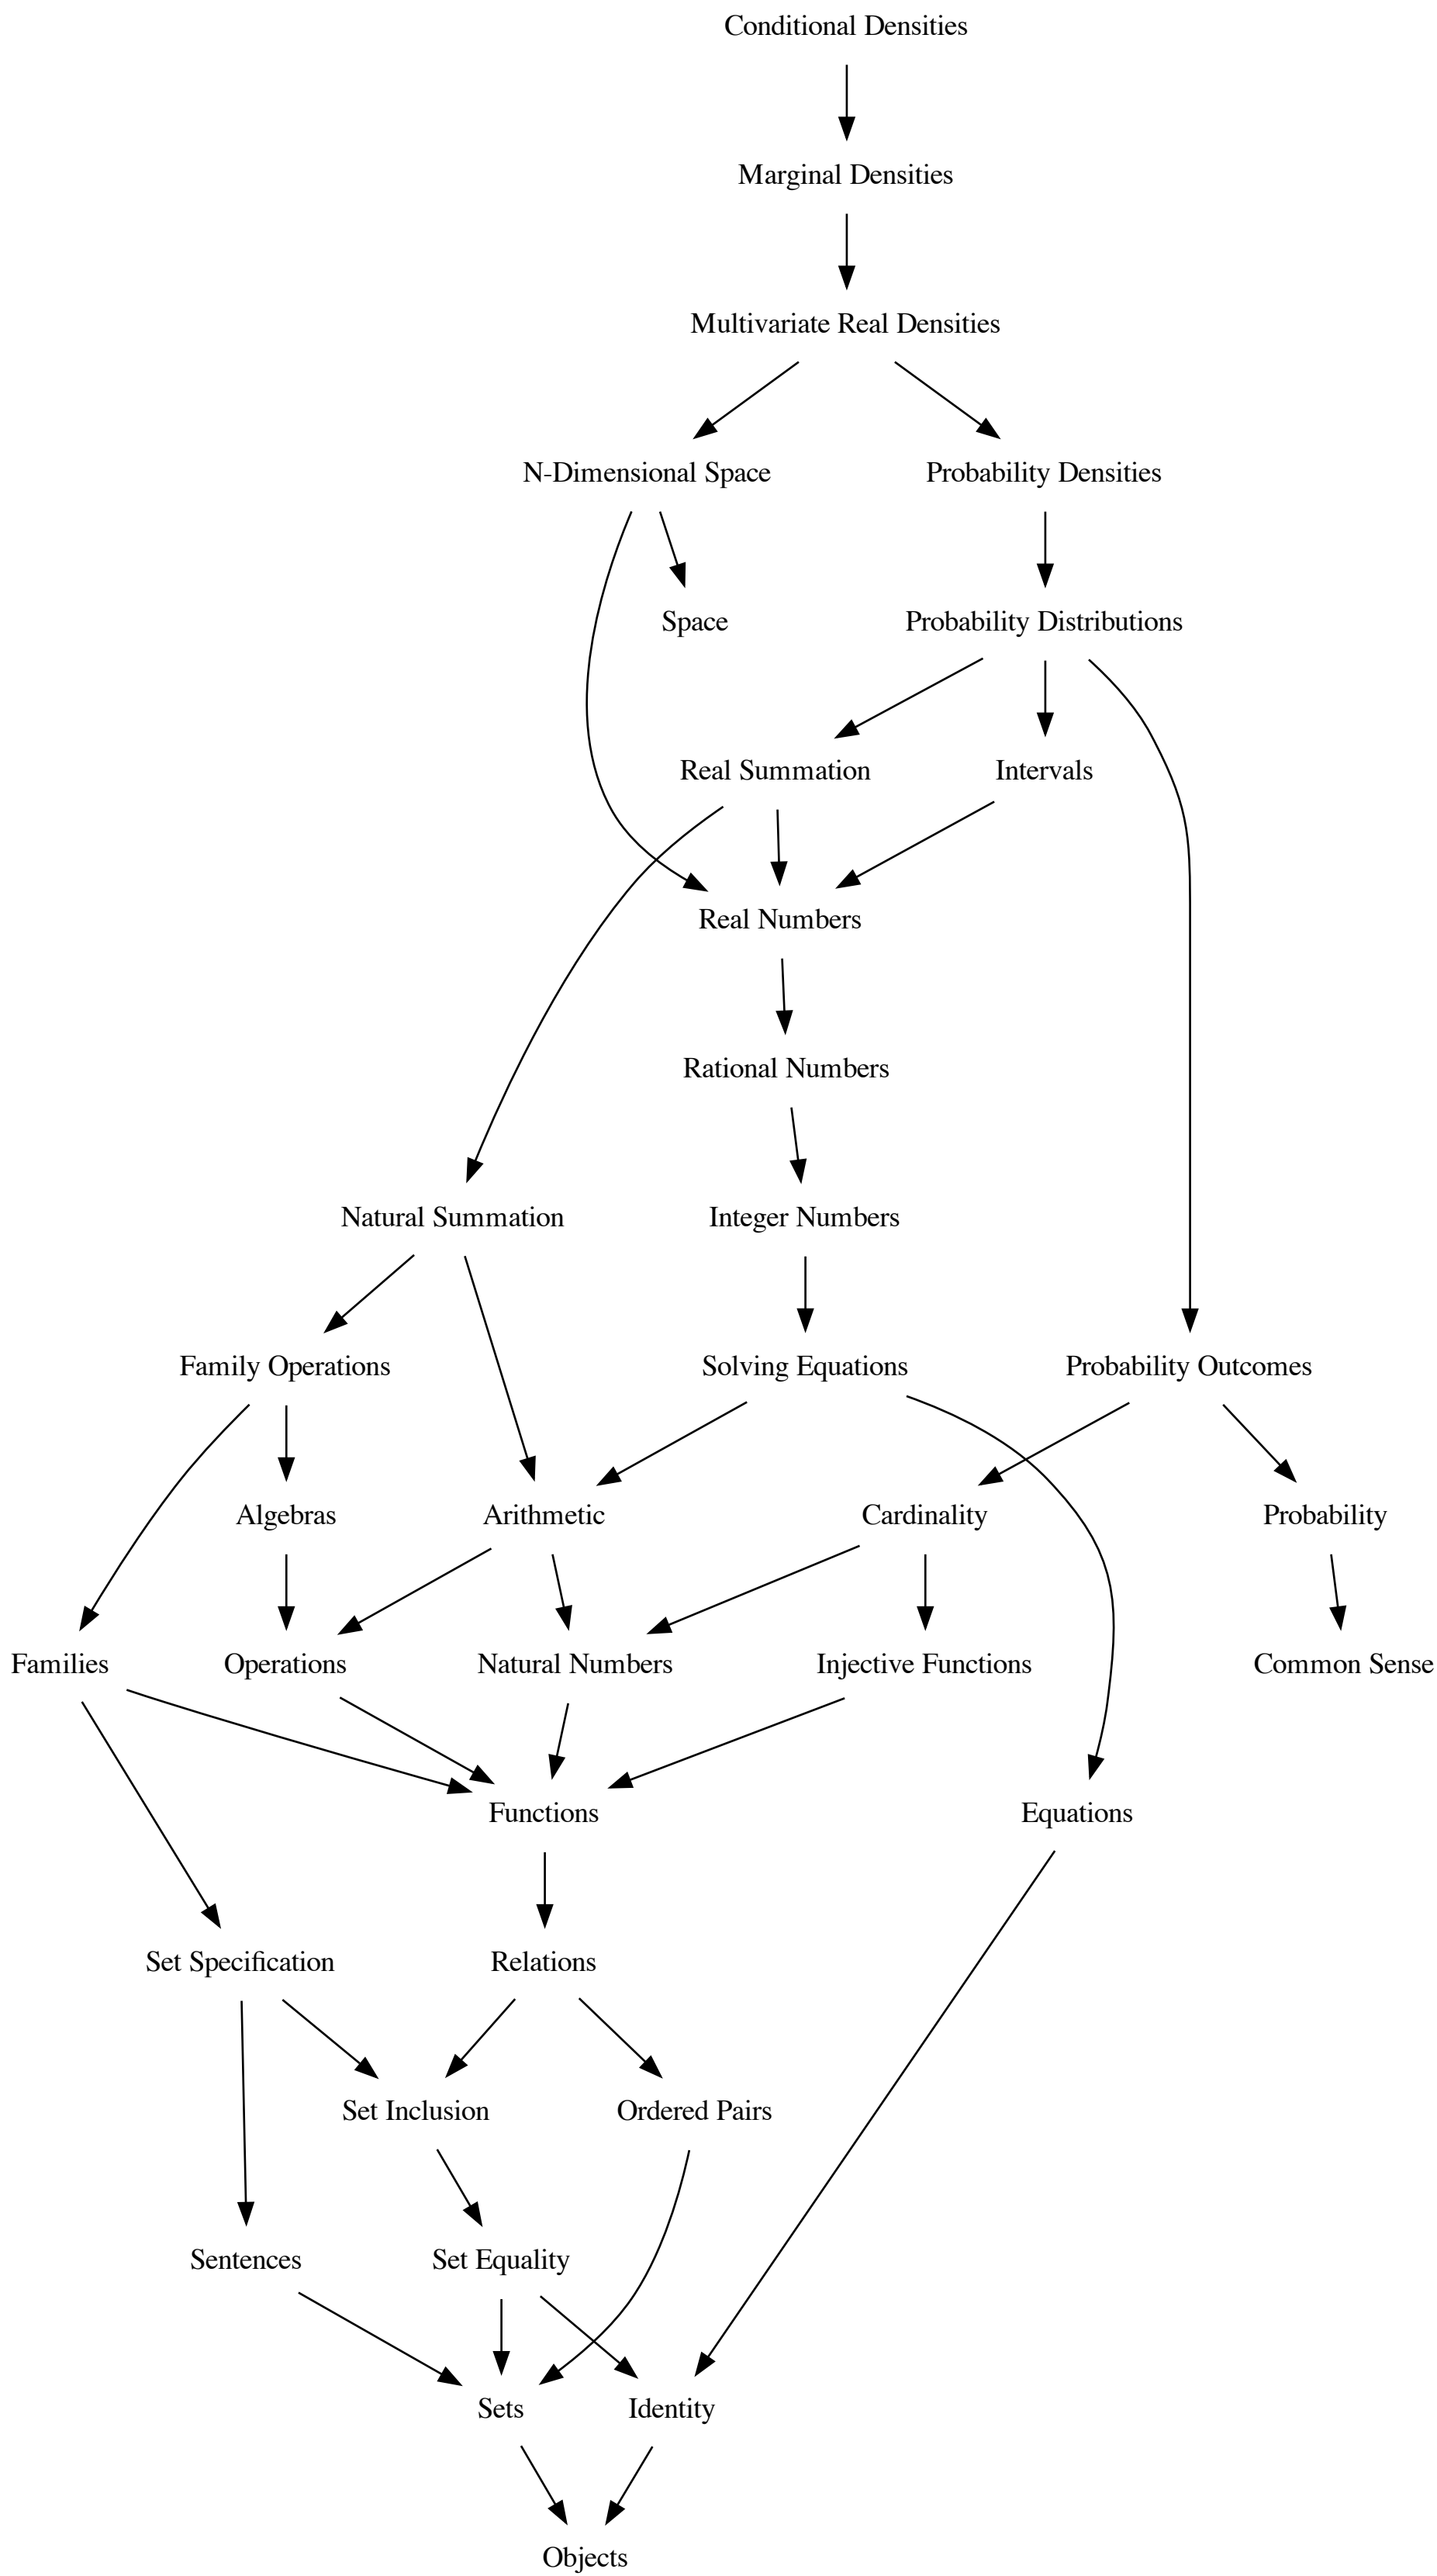 Conditional Densities
Marginal Densities
Multivariate Real Densities
N-Dimensional Space
Probability Densities
Space
Probability Distributions
Real Summation
Intervals
Real Numbers
Rational Numbers
Natural Summation
Integer Numbers
Family Operations
Solving Equations
Probability Outcomes
Algebras
Arithmetic
Cardinality
Probability
Families
Operations
Natural Numbers
Injective Functions
Common Sense
Functions
Equations
Set Specification
Relations
Set Inclusion
Ordered Pairs
Sentences
Set Equality
Sets
Identity
Objects